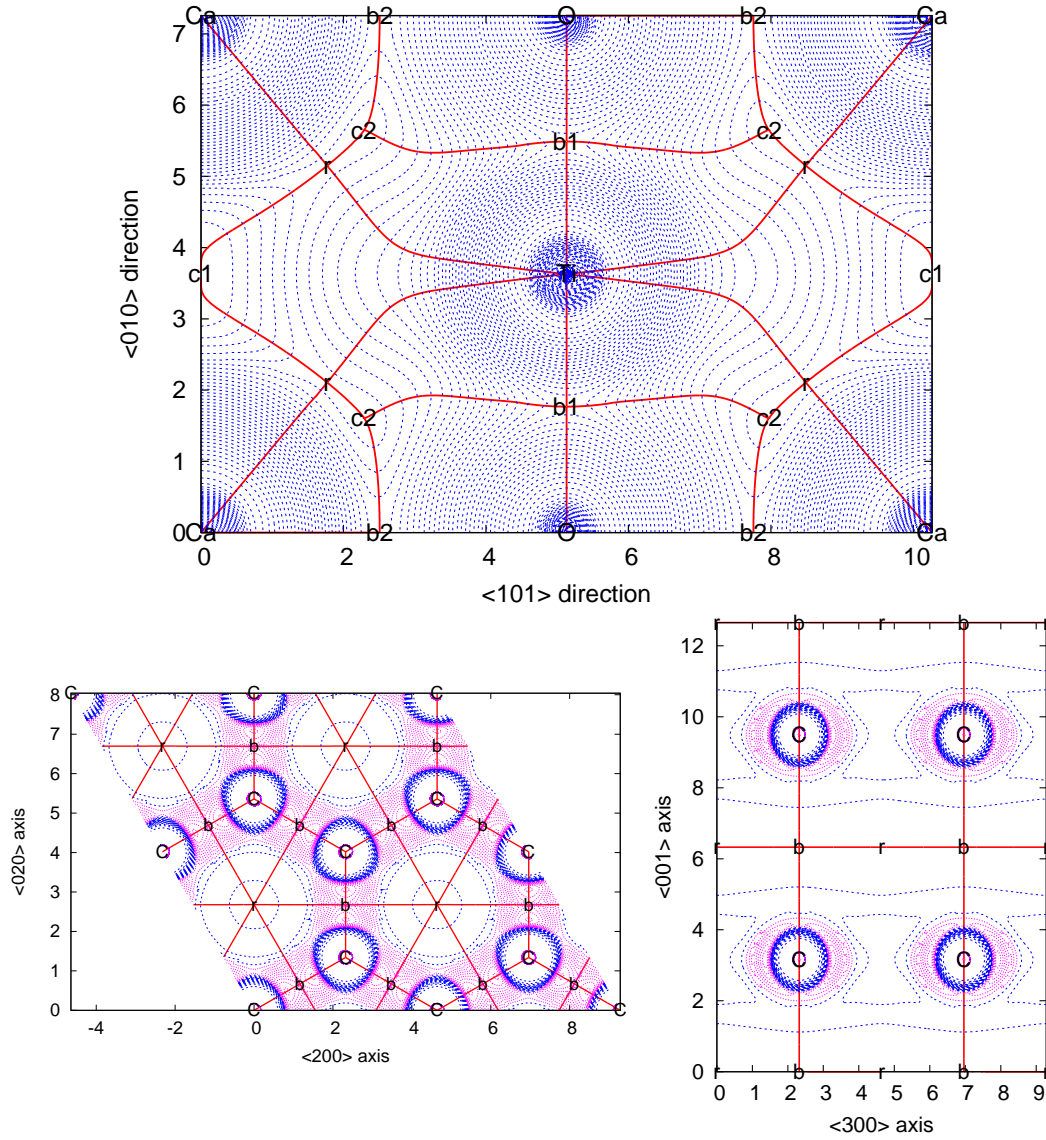 Ca b2 O b2 Ca
7
6
c2 c2
b1
5 r r
4
<010> direction
c1 Ti c1
3
2 r r
c2 b1 c2
1
0
Ca b2 O b2 Ca
0 2 4 6 8 10
<101> direction
r b r b r
12
10
C C
8
<001> axis
6 b r b
4
C C
2
0
r b r b r
0 1 2 3 4 5 6 7 8 9
<300> axis
8 C C C
7
r b r b
6
5 C C
b b b
4 C C C
<020> axis
3
r r b
2
1 C C
b b b
0 C C C
-4 -2 0 2 4 6 8
<200> axis